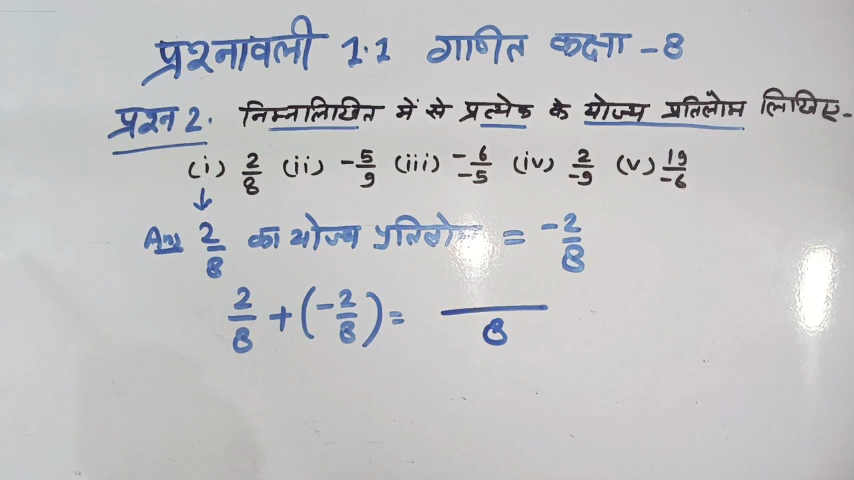 प्रश्नावली 1.1 गणित कक्षा - 8
प्रश्न 2. निम्नलिखित में से प्रत्येक के योज्य प्रतिलोम लिखिए.
(i) 2/8 (ii) -5/9 (iii) -6/-5 (iv) 2/-9 (v) 19/-6
Ans 2/8 का योज्य प्रतिलोम = -2/8
2/8 + (-2/8) = /8